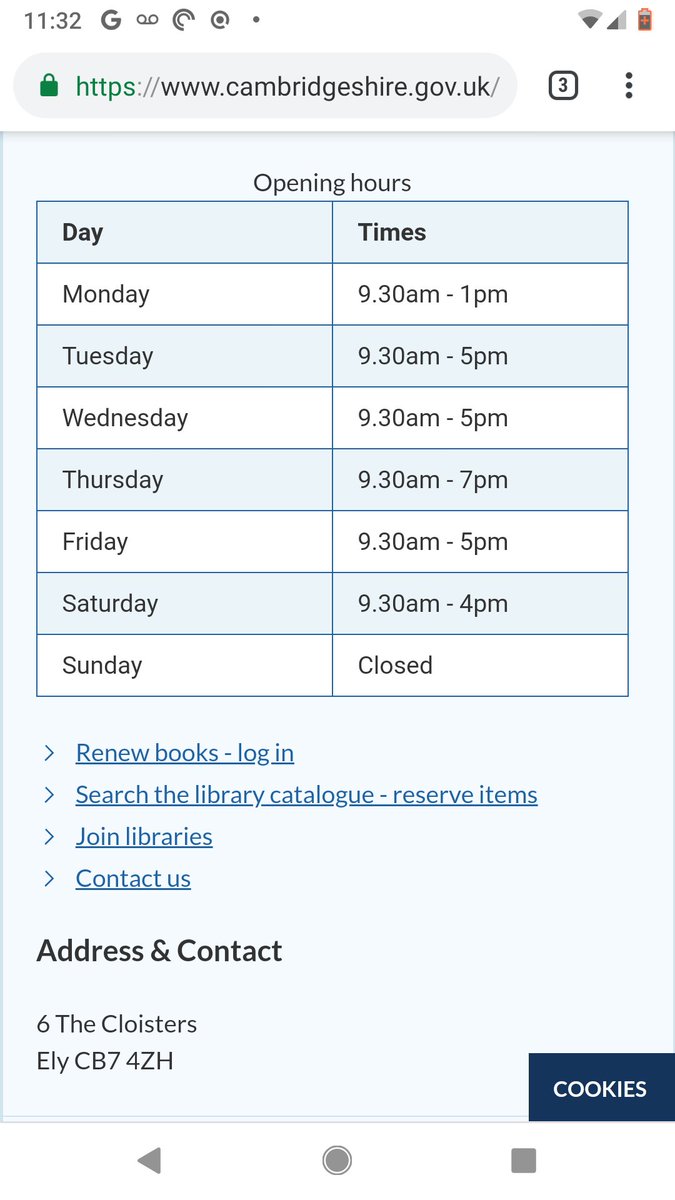 11:32
https://www.cambridgeshire.gov.uk/
3
Opening hours
Day Times
Monday 9.30am - 1pm
Tuesday 9.30am - 5pm
Wednesday 9.30am - 5pm
Thursday 9.30am - 7pm
Friday 9.30am - 5pm
Saturday 9.30am - 4pm
Sunday Closed
Renew books - log in
Search the library catalogue - reserve items
Join libraries
Contact us
Address & Contact
6 The Cloisters
Ely CB7 4ZH
COOKIES